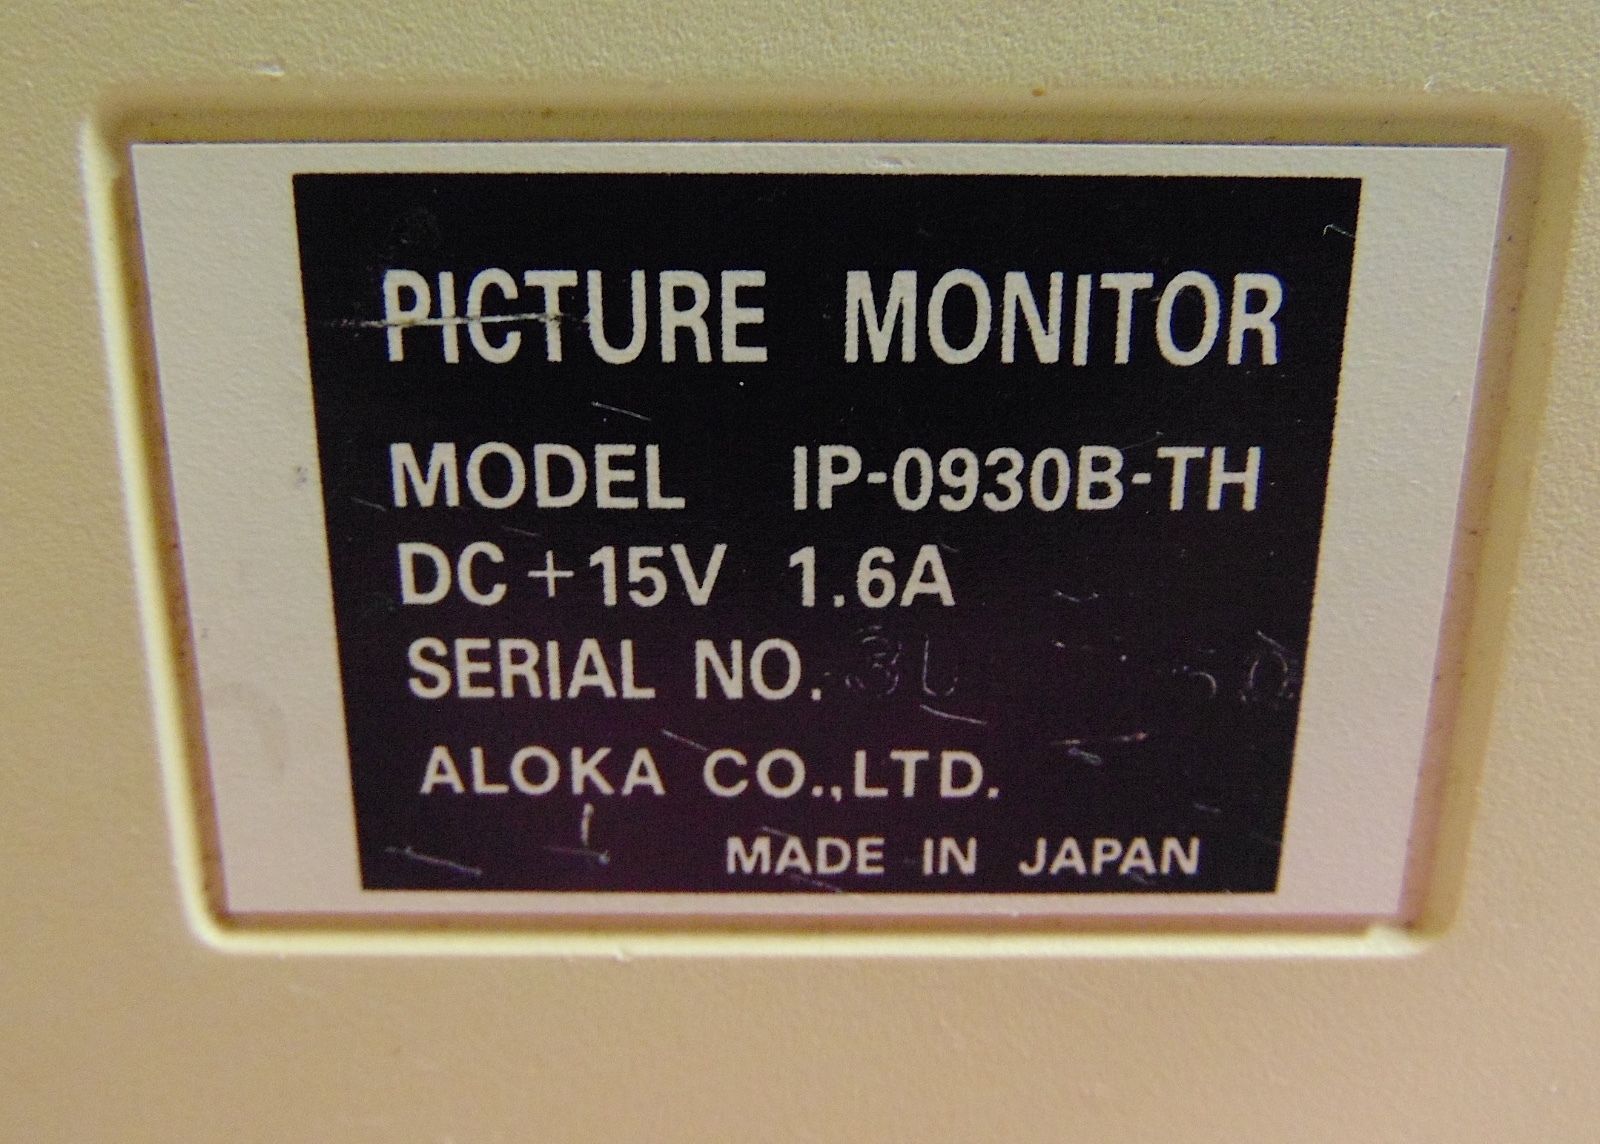 PICTURE MONITOR
MODEL IP-0930B-TH
DC +15V 1.6A
SERIAL NO.
ALOKA CO.,LTD.
MADE IN JAPAN